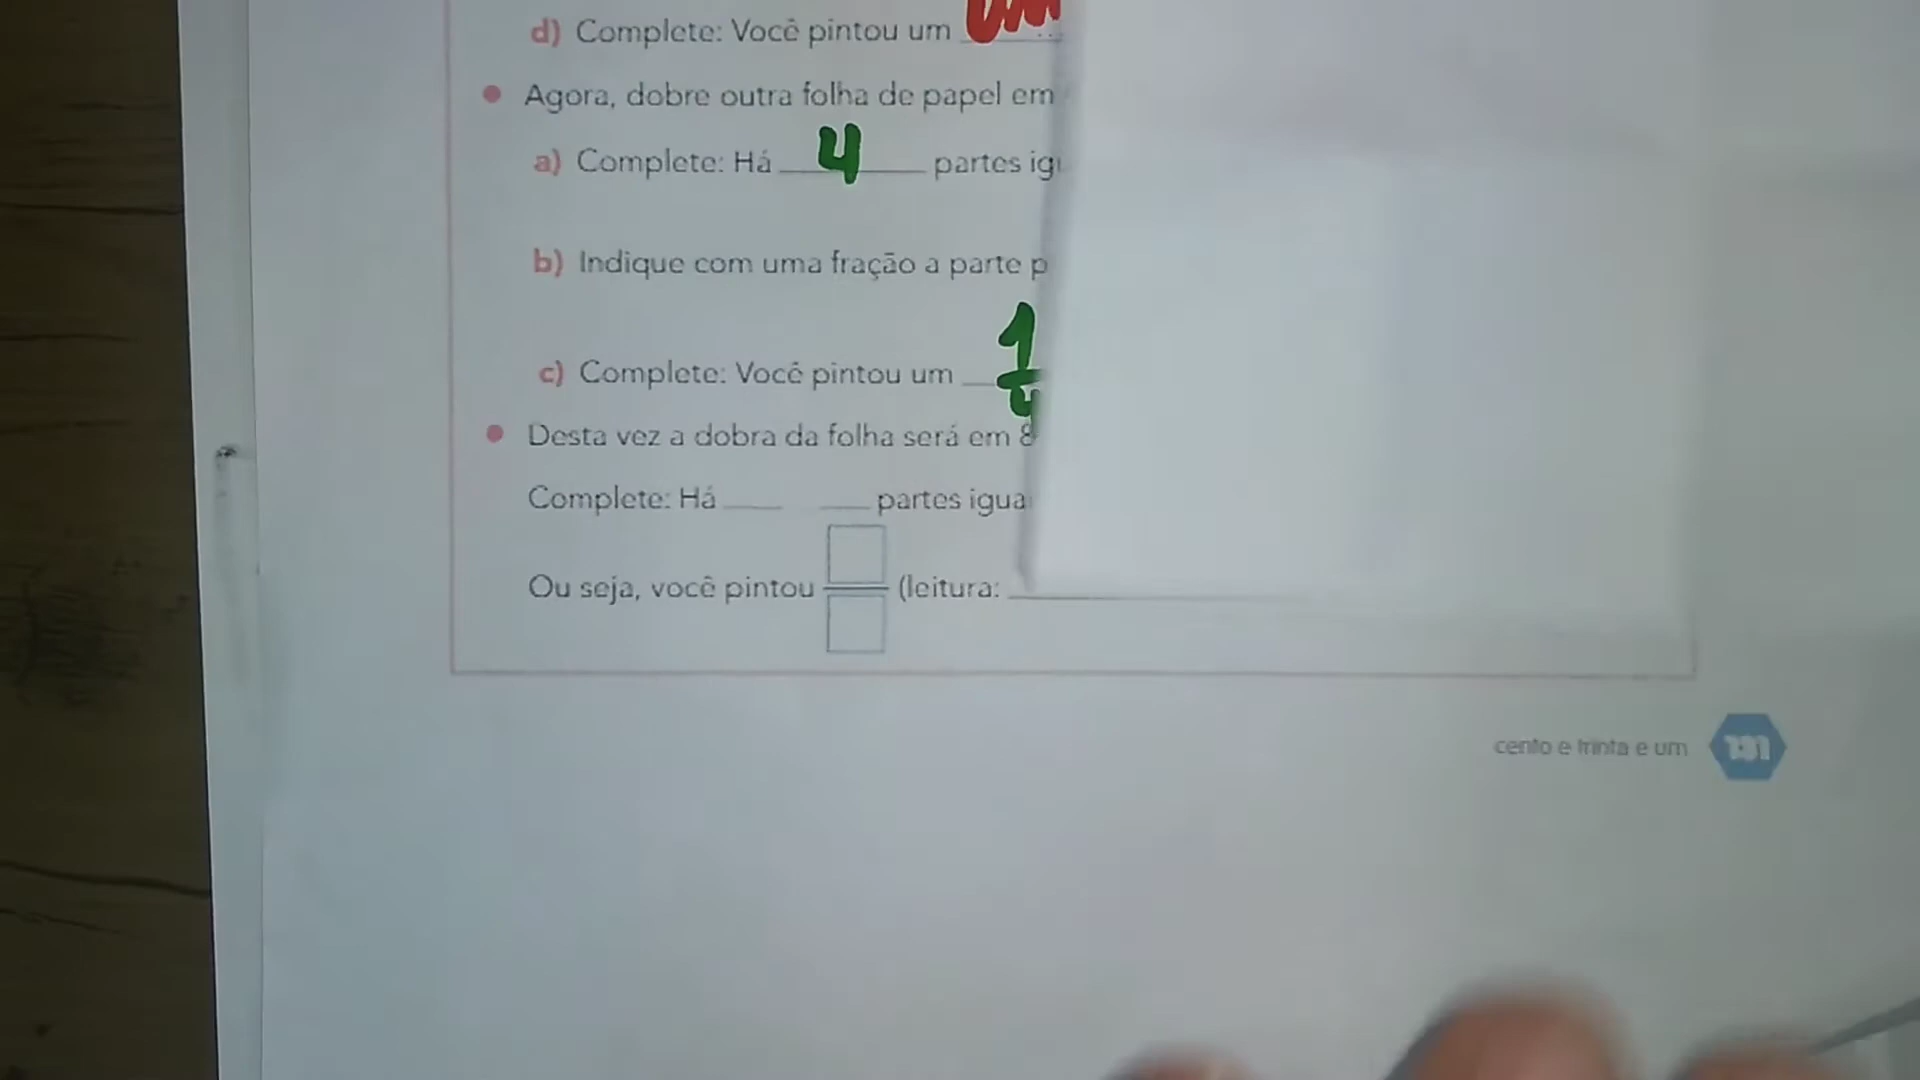 d) Complete: Você pintou um
Agora, dobre outra folha de papel em
a) Complete: Há 4 partes
b) Indique com uma fração a parte
1/4
c) Complete: Você pintou um
Desta vez a dobra da folha será em 8
Complete: Há partes
Ou seja, você pintou (leitura:
cento e trinta e um 131